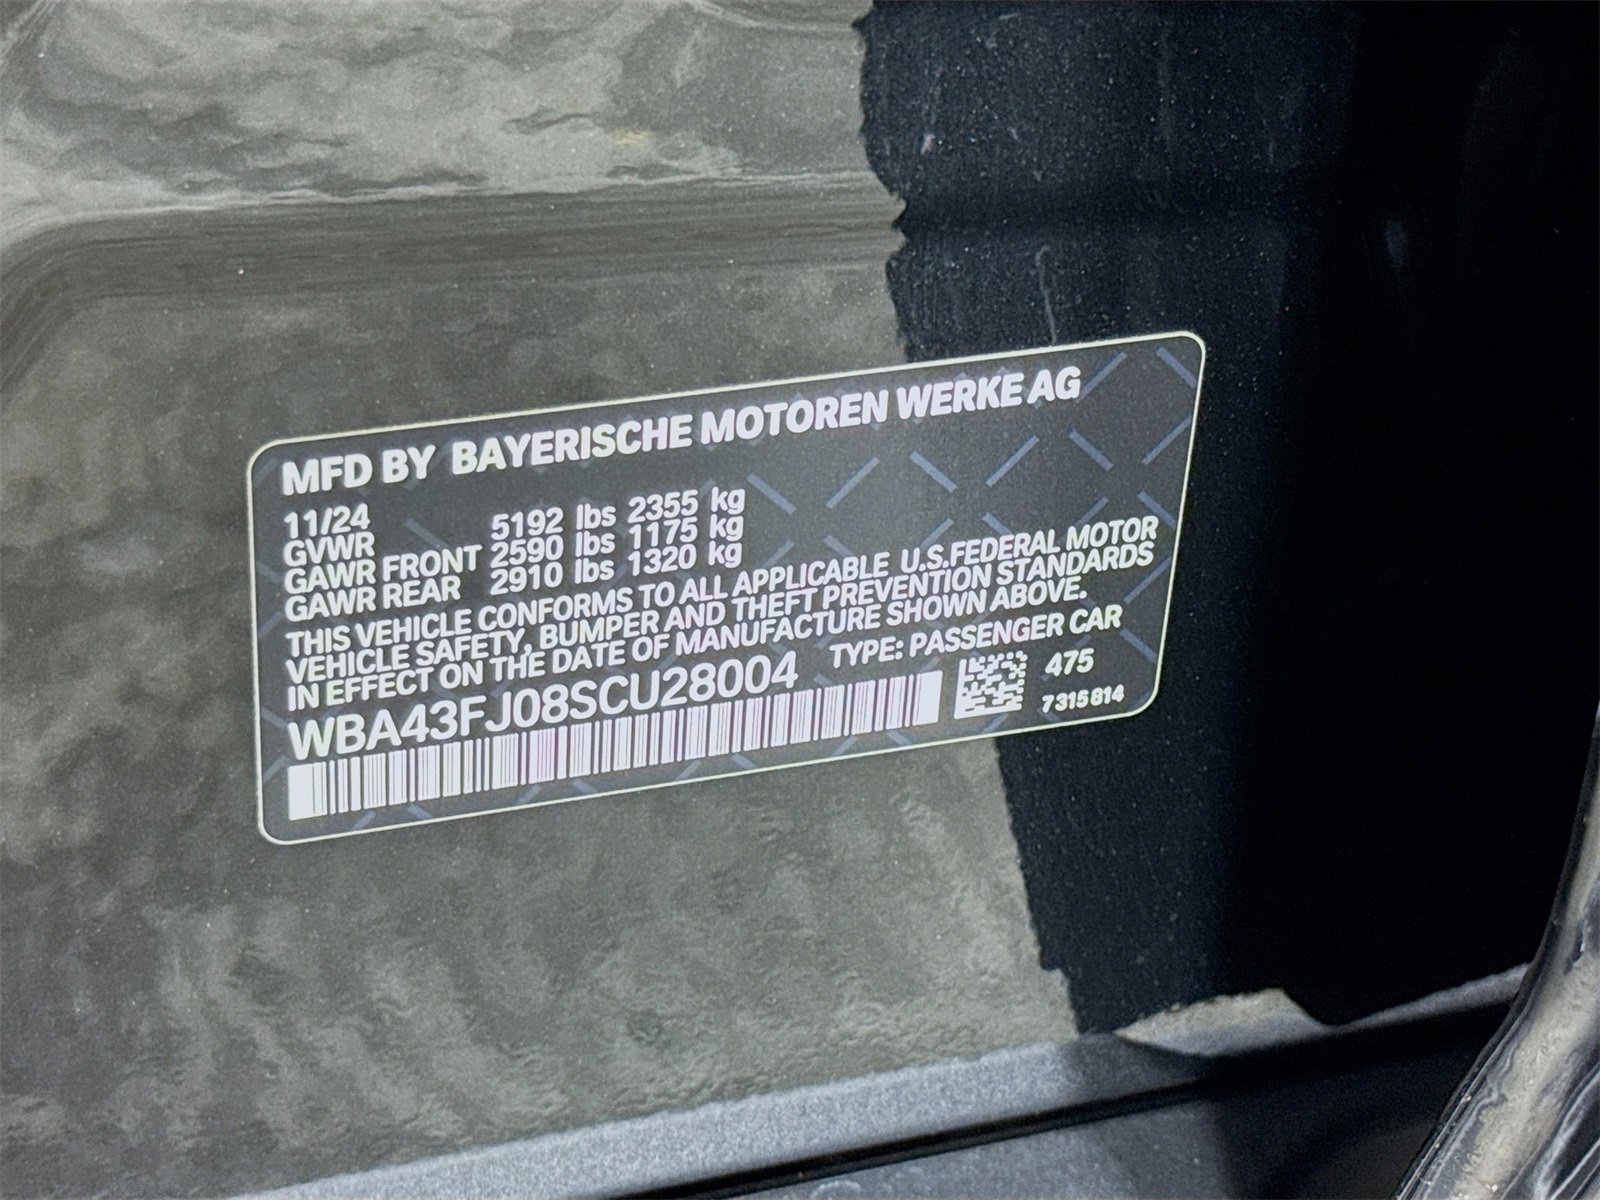 MFD BY BAYERISCHE MOTOREN WERKE AG
11/24
GVWR 5192 lbs 2355 kg
GAWR FRONT 2590 lbs 1175 kg
GAWR REAR 2910 lbs 1320 kg
THIS VEHICLE CONFORMS TO ALL APPLICABLE U.S.FEDERAL MOTOR
VEHICLE SAFETY, BUMPER AND THEFT PREVENTION STANDARDS
IN EFFECT ON THE DATE OF MANUFACTURE SHOWN ABOVE.
WBA43FJ08SCU28004 TYPE: PASSENGER CAR
475
7315814